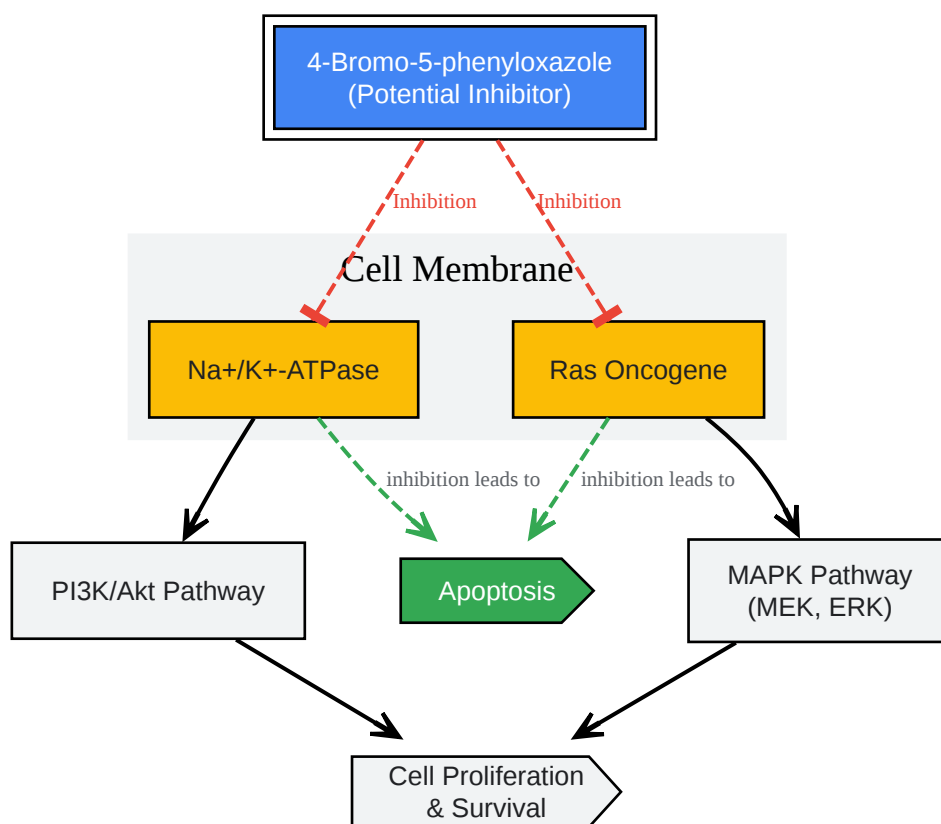 4-Bromo-5-phenyloxazole
(Potential Inhibitor)
Inhibition
Inhibition
Cell Membrane
Na+/K+-ATPase
Ras Oncogene
inhibition leads to
inhibition leads to
PI3K/Akt Pathway
Apoptosis
MAPK Pathway
(MEK, ERK)
Cell Proliferation
& Survival